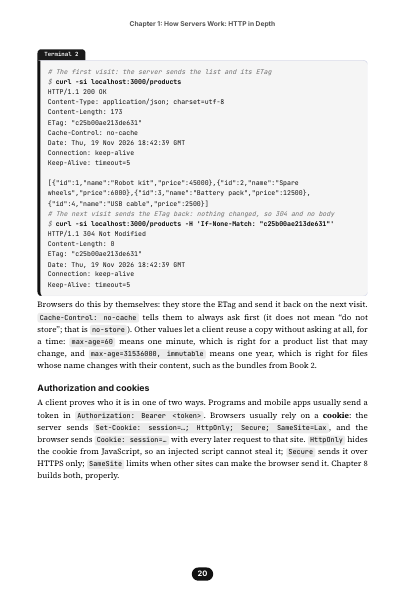 Chapter 1: How Servers Work: HTTP in Depth
Terminal 2
# The first visit: the server sends the list and its ETag
$ curl -si localhost:3000/products
HTTP/1.1 200 OK
Content-Type: application/json; charset=utf-8
Content-Length: 173
ETag: "c25b00ae213de631"
Cache-Control: no-cache
Date: Thu, 19 Nov 2026 18:42:39 GMT
Connection: keep-alive
Keep-Alive: timeout=5
[{"id":1,"name":"Robot kit","price":45000},{"id":2,"name":"Spare
wheels","price":6000},{"id":3,"name":"Battery pack","price":12500},
{"id":4,"name":"USB cable","price":2500}]
# The next visit sends the ETag back: nothing changed, so 304 and no body
$ curl -si localhost:3000/products -H 'If-None-Match: "c25b00ae213de631"'
HTTP/1.1 304 Not Modified
Content-Length: 0
ETag: "c25b00ae213de631"
Date: Thu, 19 Nov 2026 18:42:39 GMT
Connection: keep-alive
Keep-Alive: timeout=5
Browsers do this by themselves: they store the ETag and send it back on the next visit.
Cache-Control: no-cache tells them to always ask first (it does not mean “do not
store”; that is no-store). Other values let a client reuse a copy without asking at all, for
a time: max-age=60 means one minute, which is right for a product list that may
change, and max-age=31536000, immutable means one year, which is right for files
whose name changes with their content, such as the bundles from Book 2.
Authorization and cookies
A client proves who it is in one of two ways. Programs and mobile apps usually send a
token in Authorization: Bearer <token>. Browsers usually rely on a cookie: the
server sends Set-Cookie: session=…; HttpOnly; Secure; SameSite=Lax, and the
browser sends Cookie: session=… with every later request to that site. HttpOnly hides
the cookie from JavaScript, so an injected script cannot steal it; Secure sends it over
HTTPS only; SameSite limits when other sites can make the browser send it. Chapter 8
builds both, properly.
20